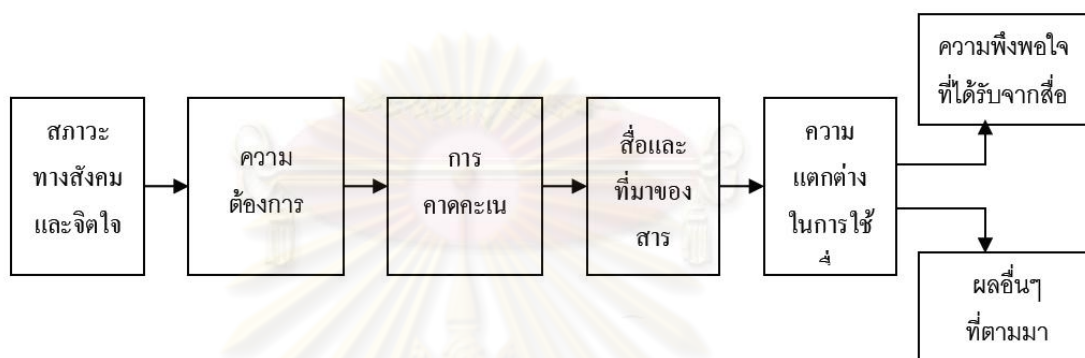 สภาวะ
ทางสังคม
และจิตใจ
ความ
ต้องการ
การ
คาดคะเน
สื่อและ
ที่มาของ
สาร
ความ
แตกต่าง
ในการใช้
ความพึงพอใจ
ที่ได้รับจากสื่อ
ผลอื่นๆ
ที่ตามมา